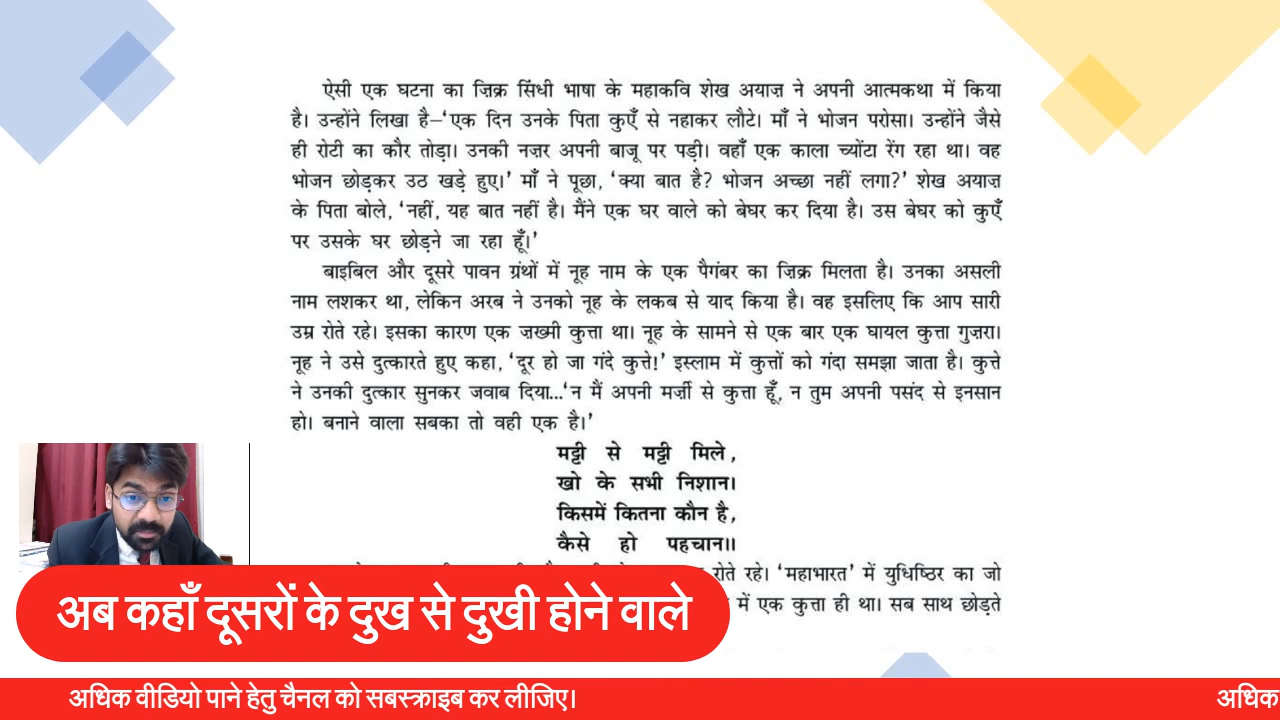 ऐसी एक घटना का ज़िक्र सिंधी भाषा के महाकवि शेख अयाज़ ने अपनी आत्मकथा में किया
है। उन्होंने लिखा है–‘एक दिन उनके पिता कुएँ से नहाकर लौटे। माँ ने भोजन परोसा। उन्होंने जैसे
ही रोटी का कौर तोड़ा। उनकी नज़र अपनी बाजू पर पड़ी। वहाँ एक काला च्योंटा रेंग रहा था। वह
भोजन छोड़कर उठ खड़े हुए।’ माँ ने पूछा, ‘क्या बात है? भोजन अच्छा नहीं लगा?’ शेख अयाज़
के पिता बोले, ‘नहीं, यह बात नहीं है। मैंने एक घर वाले को बेघर कर दिया है। उस बेघर को कुएँ
पर उसके घर छोड़ने जा रहा हूँ।’
बाइबिल और दूसरे पावन ग्रंथों में नूह नाम के एक पैगंबर का ज़िक्र मिलता है। उनका असली
नाम लशकर था, लेकिन अरब ने उनको नूह के लकब से याद किया है। वह इसलिए कि आप सारी
उम्र रोते रहे। इसका कारण एक ज़ख्मी कुत्ता था। नूह के सामने से एक बार एक घायल कुत्ता गुज़रा।
नूह ने उसे दुत्कारते हुए कहा, ‘दूर हो जा गंदे कुत्ते!’ इस्लाम में कुत्तों को गंदा समझा जाता है। कुत्ते
ने उनकी दुत्कार सुनकर जवाब दिया...‘न मैं अपनी मर्ज़ी से कुत्ता हूँ, न तुम अपनी पसंद से इनसान
हो। बनाने वाला सबका तो वही एक है।’
मट्टी से मट्टी मिले,
खो के सभी निशान।
किसमें कितना कौन है,
कैसे हो पहचान॥
रोते रहे। ‘महाभारत’ में युधिष्ठिर का जो
में एक कुत्ता ही था। सब साथ छोड़ते
अब कहाँ दूसरों के दुख से दुखी होने वाले
अधिक वीडियो पाने हेतु चैनल को सबस्क्राइब कर लीजिए। अधिक